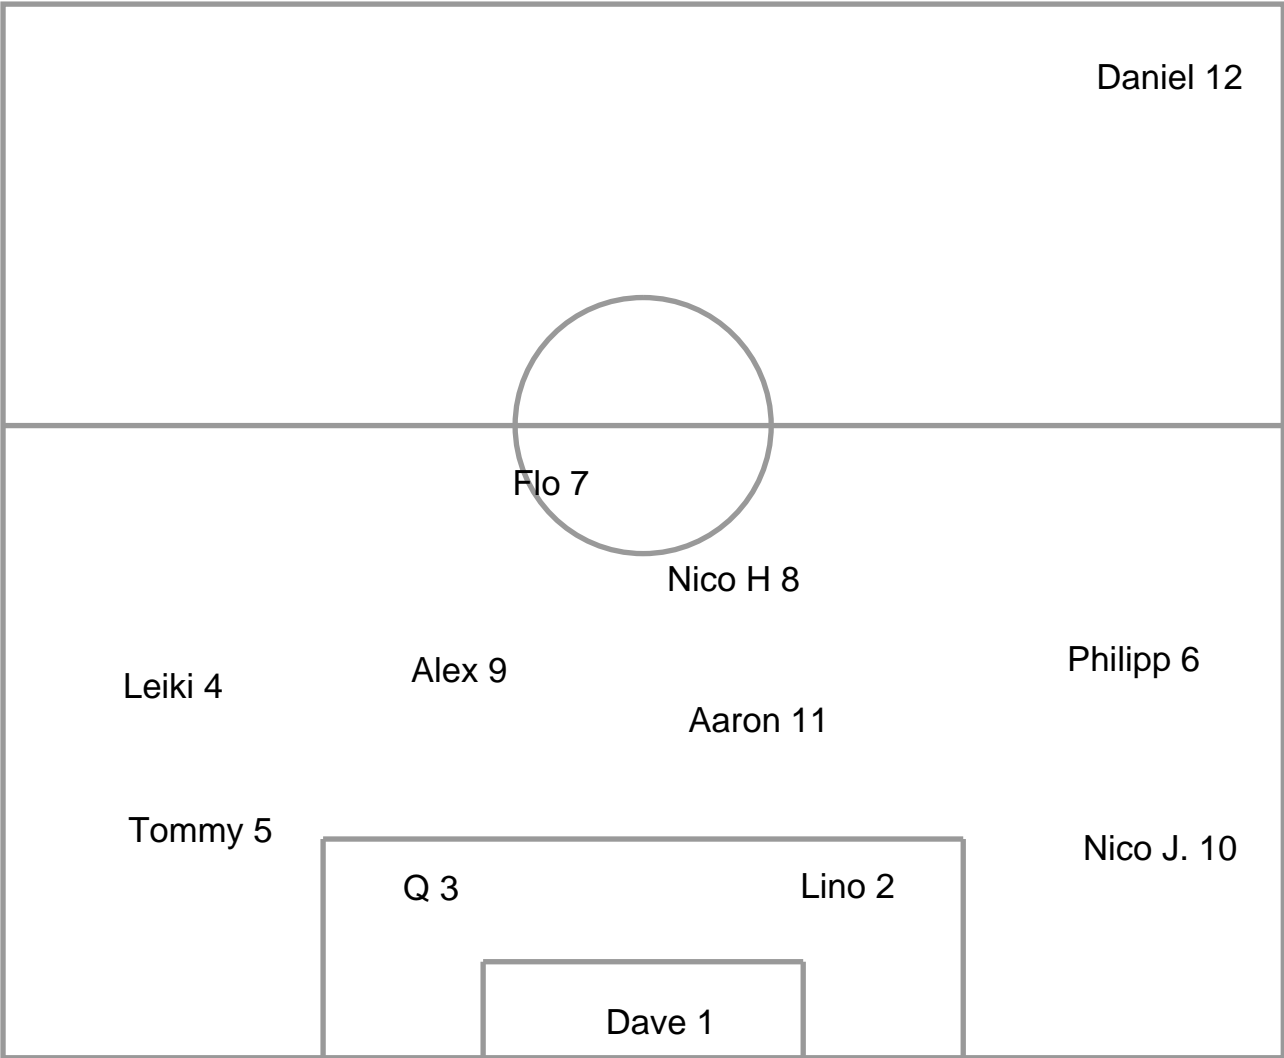 Daniel 12
Flo 7
Nico H 8
Philipp 6
Alex 9
Leiki 4
Aaron 11
Tommy 5
Nico J. 10
Q 3
Lino 2
Dave 1